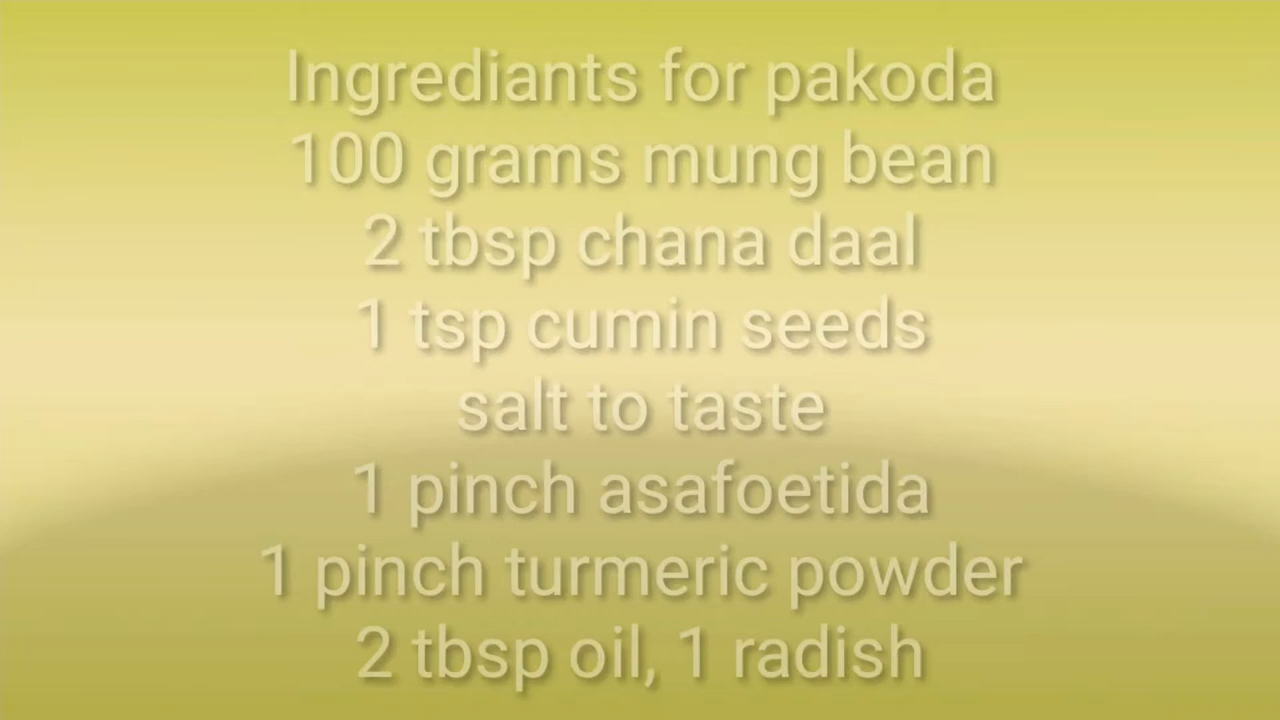 Ingrediants for pakoda
100 grams mung bean
2 tbsp chana daal
1 tsp cumin seeds
salt to taste
1 pinch asafoetida
1 pinch turmeric powder
2 tbsp oil, 1 radish